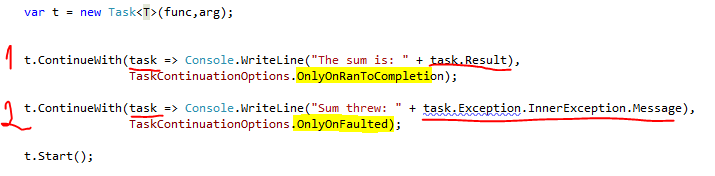 var t = new Task<T>(func,arg);
1 t.ContinueWith(task => Console.WriteLine("The sum is: " + task.Result),
TaskContinuationOptions.OnlyOnRanToCompletion);
2 t.ContinueWith(task => Console.WriteLine("Sum threw: " + task.Exception.InnerException.Message),
TaskContinuationOptions.OnlyOnFaulted);
t.Start();